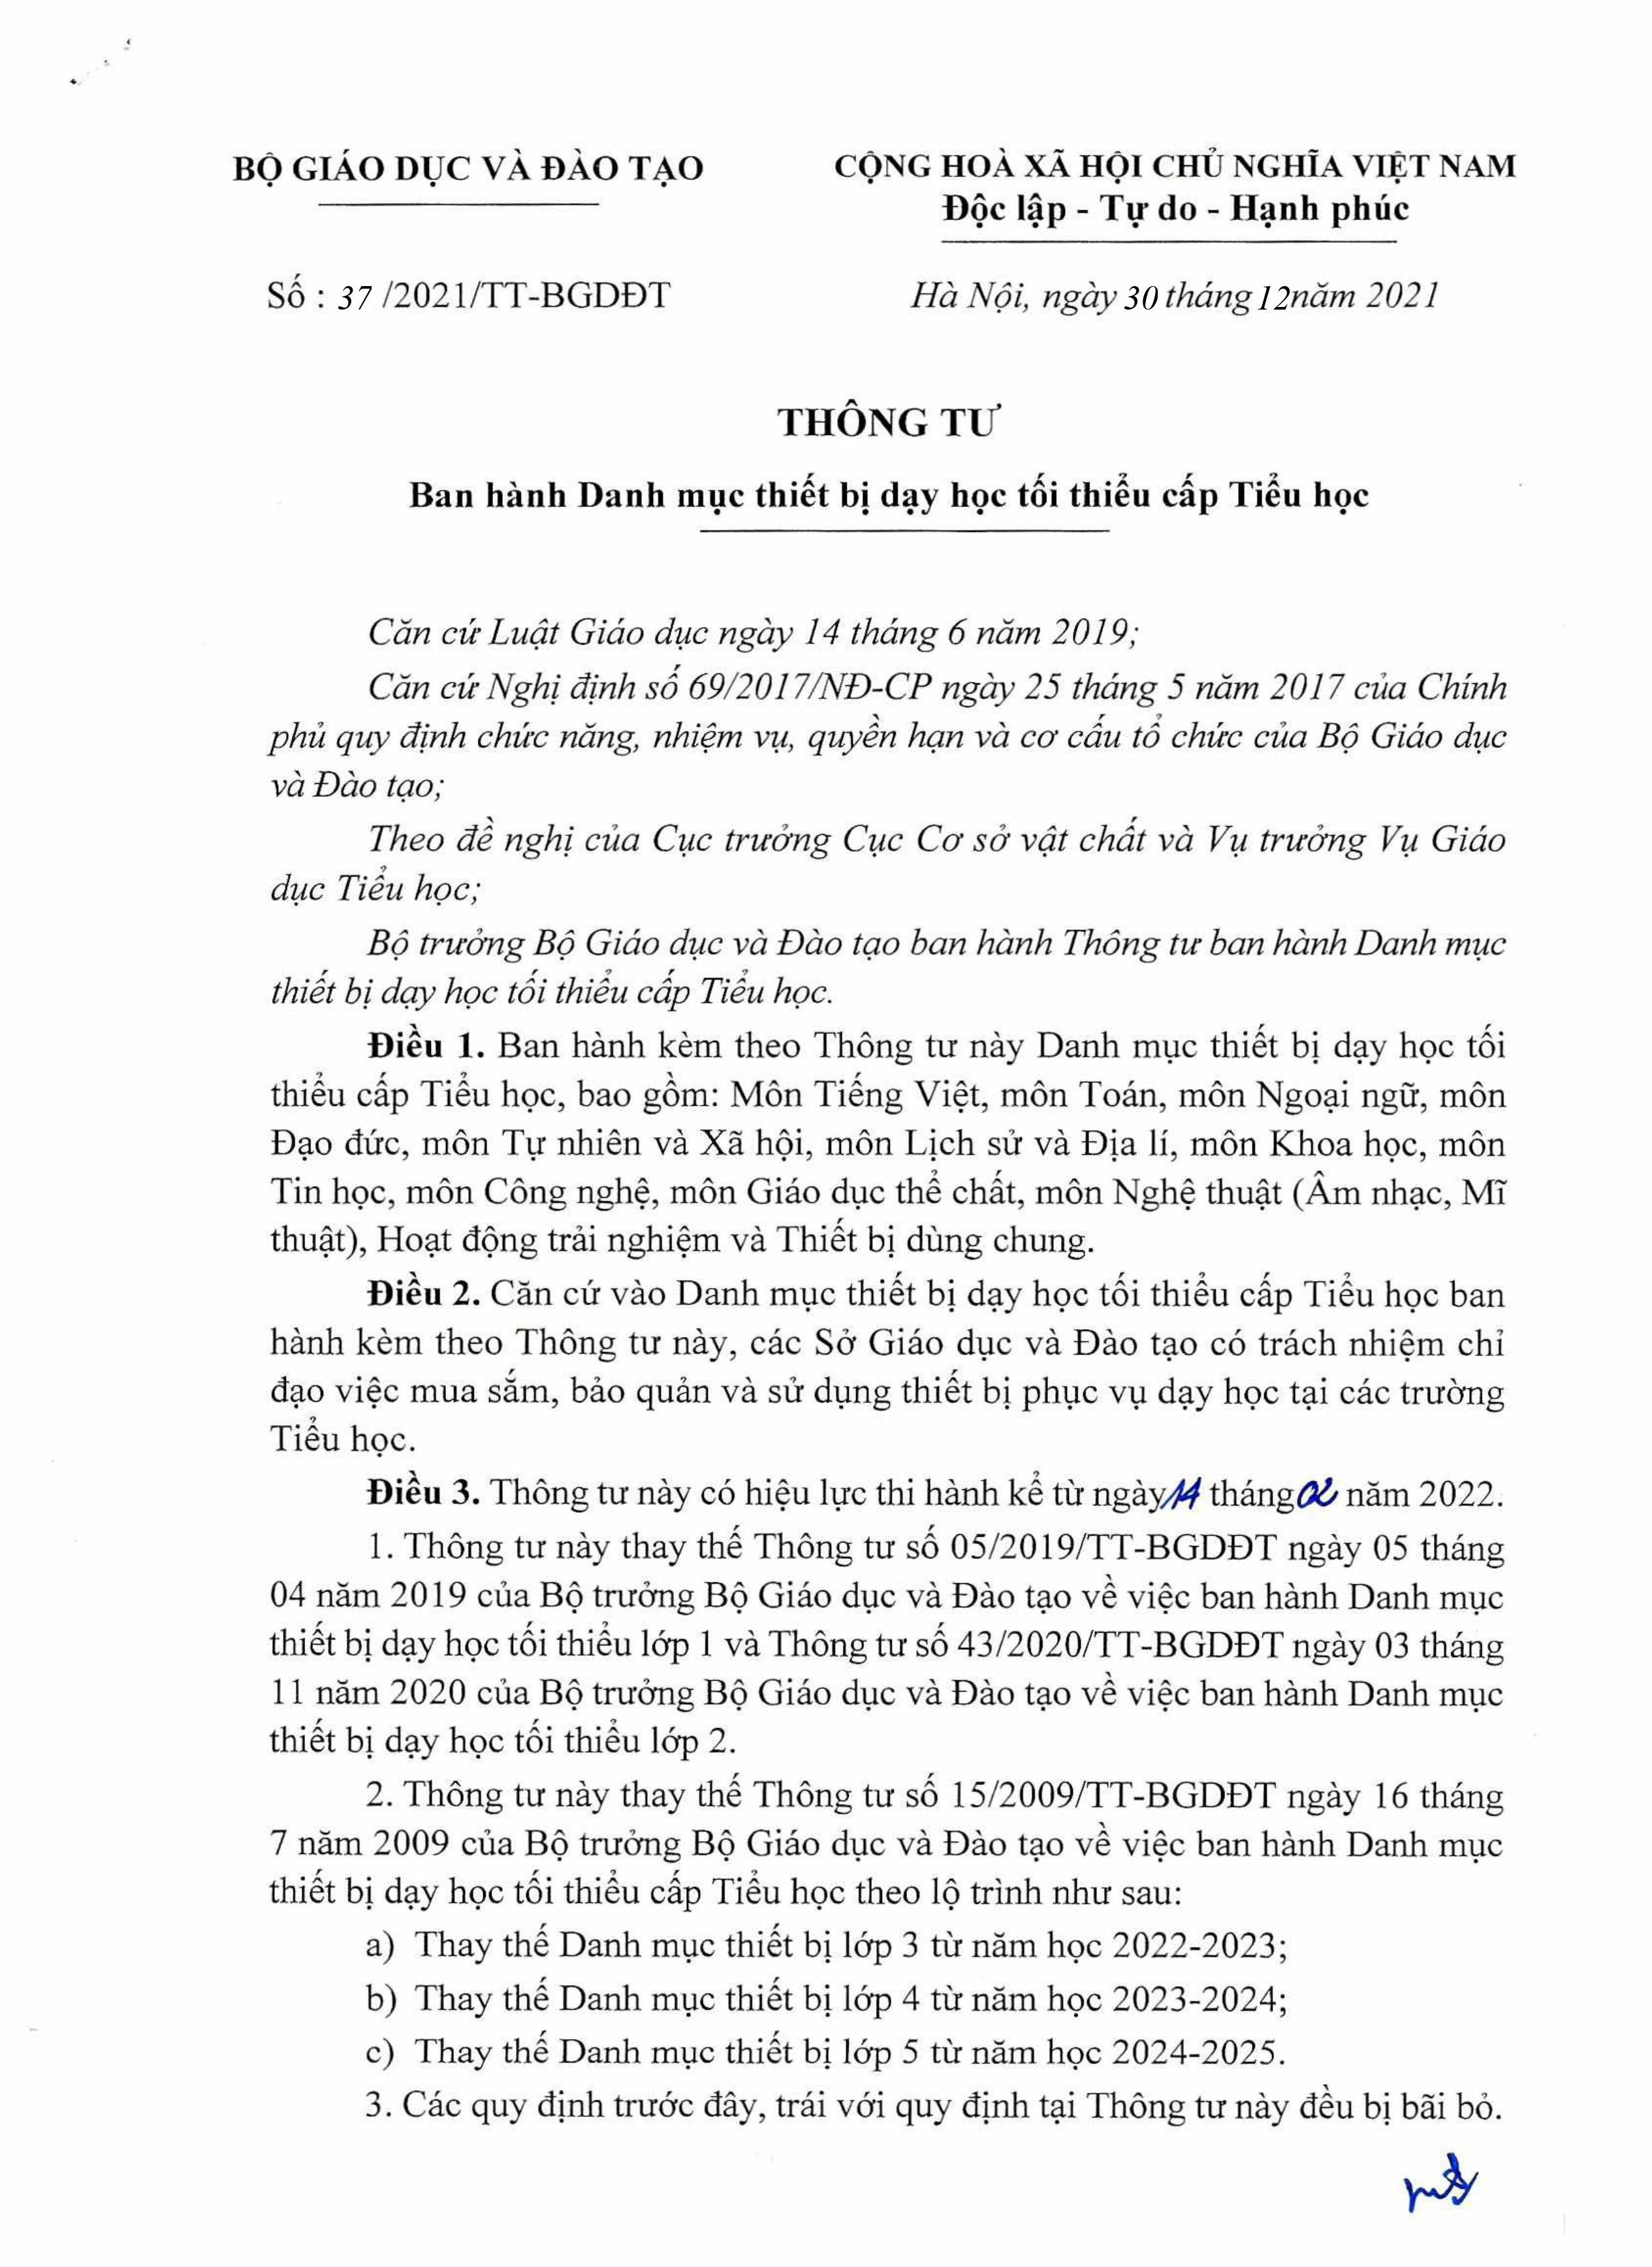 BỘ GIÁO DỤC VÀ ĐÀO TẠO
CỘNG HOÀ XÃ HỘI CHỦ NGHĨA VIỆT NAM
Độc lập - Tự do - Hạnh phúc
Số : 37 /2021/TT-BGDĐT
Hà Nội, ngày 30 tháng 12 năm 2021
THÔNG TƯ
Ban hành Danh mục thiết bị dạy học tối thiểu cấp Tiểu học
Căn cứ Luật Giáo dục ngày 14 tháng 6 năm 2019;
Căn cứ Nghị định số 69/2017/NĐ-CP ngày 25 tháng 5 năm 2017 của Chính
phủ quy định chức năng, nhiệm vụ, quyền hạn và cơ cấu tổ chức của Bộ Giáo dục
và Đào tạo;
Theo đề nghị của Cục trưởng Cục Cơ sở vật chất và Vụ trưởng Vụ Giáo
dục Tiểu học;
Bộ trưởng Bộ Giáo dục và Đào tạo ban hành Thông tư ban hành Danh mục
thiết bị dạy học tối thiểu cấp Tiểu học.
Điều 1. Ban hành kèm theo Thông tư này Danh mục thiết bị dạy học tối
thiểu cấp Tiểu học, bao gồm: Môn Tiếng Việt, môn Toán, môn Ngoại ngữ, môn
Đạo đức, môn Tự nhiên và Xã hội, môn Lịch sử và Địa lí, môn Khoa học, môn
Tin học, môn Công nghệ, môn Giáo dục thể chất, môn Nghệ thuật (Âm nhạc, Mĩ
thuật), Hoạt động trải nghiệm và Thiết bị dùng chung.
Điều 2. Căn cứ vào Danh mục thiết bị dạy học tối thiểu cấp Tiểu học ban
hành kèm theo Thông tư này, các Sở Giáo dục và Đào tạo có trách nhiệm chỉ
đạo việc mua sắm, bảo quản và sử dụng thiết bị phục vụ dạy học tại các trường
Tiểu học.
Điều 3. Thông tư này có hiệu lực thi hành kể từ ngày 14 tháng 02 năm 2022.
1. Thông tư này thay thế Thông tư số 05/2019/TT-BGDĐT ngày 05 tháng
04 năm 2019 của Bộ trưởng Bộ Giáo dục và Đào tạo về việc ban hành Danh mục
thiết bị dạy học tối thiểu lớp 1 và Thông tư số 43/2020/TT-BGDĐT ngày 03 tháng
11 năm 2020 của Bộ trưởng Bộ Giáo dục và Đào tạo về việc ban hành Danh mục
thiết bị dạy học tối thiểu lớp 2.
2. Thông tư này thay thế Thông tư số 15/2009/TT-BGDĐT ngày 16 tháng
7 năm 2009 của Bộ trưởng Bộ Giáo dục và Đào tạo về việc ban hành Danh mục
thiết bị dạy học tối thiểu cấp Tiểu học theo lộ trình như sau:
a) Thay thế Danh mục thiết bị lớp 3 từ năm học 2022-2023;
b) Thay thế Danh mục thiết bị lớp 4 từ năm học 2023-2024;
c) Thay thế Danh mục thiết bị lớp 5 từ năm học 2024-2025.
3. Các quy định trước đây, trái với quy định tại Thông tư này đều bị bãi bỏ.